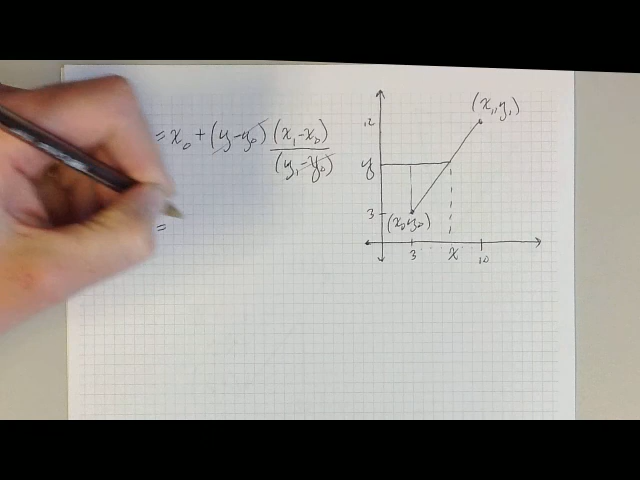 = x₀ + (y-y₀) (x₁-x₀)
(y₁-y₀)
=
(x₁, y₁)
12
y
3
(x₀ y₀)
3
x
10